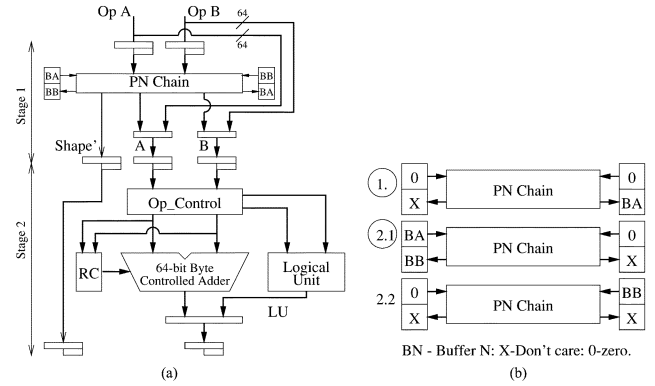 Op A
Op B
64
64
Stage 1
BA
BB
PN Chain
BB
BA
Shape'
A
B
Stage 2
Op_Control
RC
64-bit Byte
Controlled Adder
Logical
Unit
LU
(a)
1.
0
X
PN Chain
0
BA
2.1
BA
BB
PN Chain
0
X
2.2
0
X
PN Chain
BB
X
BN - Buffer N: X-Don't care: 0-zero.
(b)